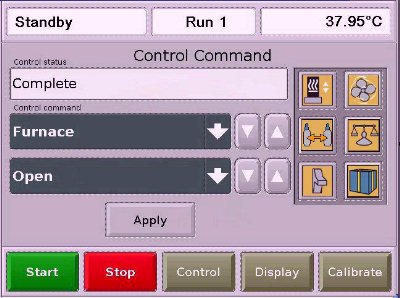 Standby Run 1 37.95°C
Control Command
Control status
Complete
Control command
Furnace
Open
Apply
Start Stop Control Display Calibrate